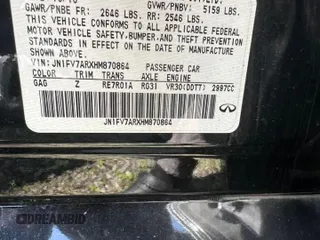 GAWR/PNBE FR: 2646 LBS. RR: 2546 LBS.
GVWR/PNBV: 5159 LBS.
THIS VEHICLE CONFORMS TO ALL APPLICABLE FEDERAL
MOTOR VEHICLE SAFETY, BUMPER, AND THEFT PREVENTION
STANDARDS IN EFFECT ON THE DATE OF MANUFACTURE
SHOWN ABOVE.
VIN: JN1FV7ARXHM870864 PASSENGER CAR
COLOR TRIM TRANS AXLE ENGINE
GAG Z RE7R01A R031 VR30(DDT7) 2997CC
JN1FV7ARXHM870864
INFINITI
DREAMBID